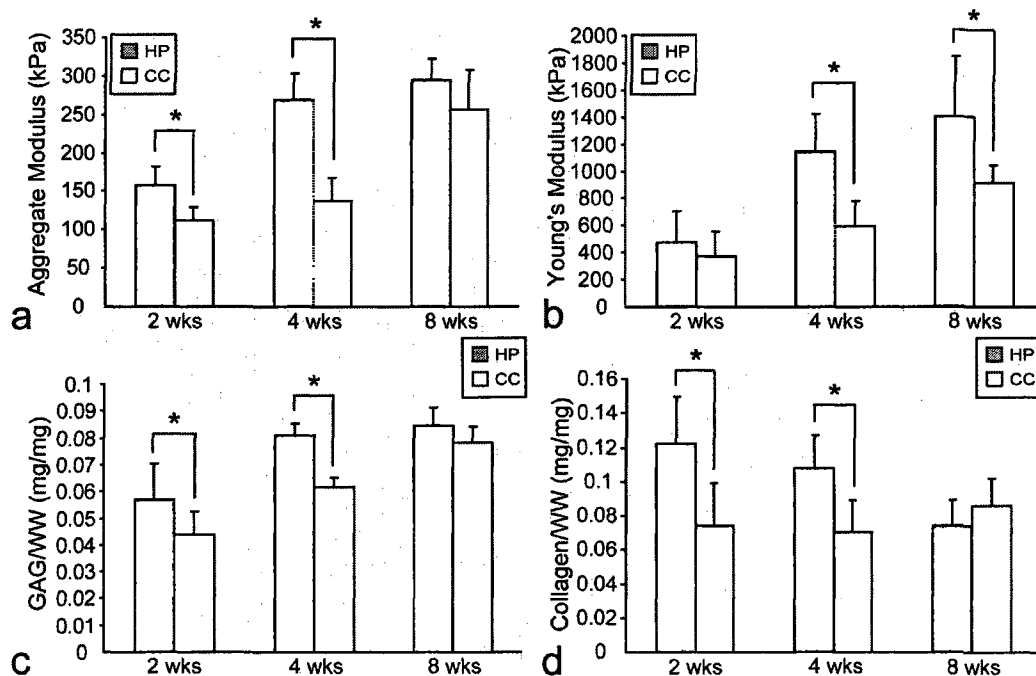 a
Aggregate Modulus (kPa)
350
300
250
200
150
100
50
0
HP
CC
*
*
2 wks
4 wks
8 wks
b
Young's Modulus (kPa)
2000
1800
1600
1400
1200
1000
800
600
400
200
0
HP
CC
*
*
2 wks
4 wks
8 wks
c
GAG/WW (mg/mg)
0.1
0.09
0.08
0.07
0.06
0.05
0.04
0.03
0.02
0.01
0
HP
CC
*
*
2 wks
4 wks
8 wks
d
Collagen/WW (mg/mg)
0.16
0.14
0.12
0.1
0.08
0.06
0.04
0.02
0
HP
CC
*
*
2 wks
4 wks
8 wks